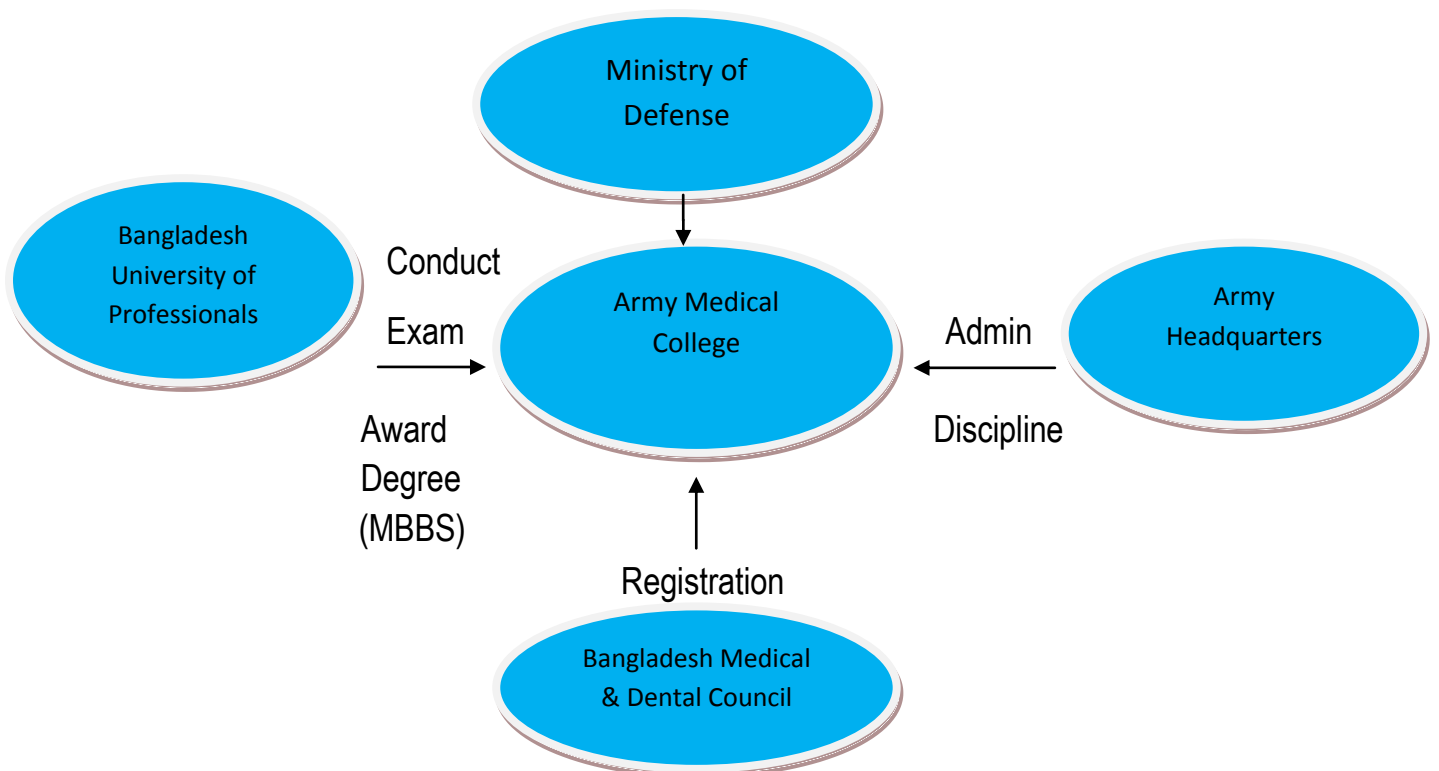 Ministry of
Defense
Bangladesh
University of
Professionals
Conduct
Exam
Award
Degree
(MBBS)
Army Medical
College
Admin
Discipline
Army
Headquarters
Registration
Bangladesh Medical
& Dental Council